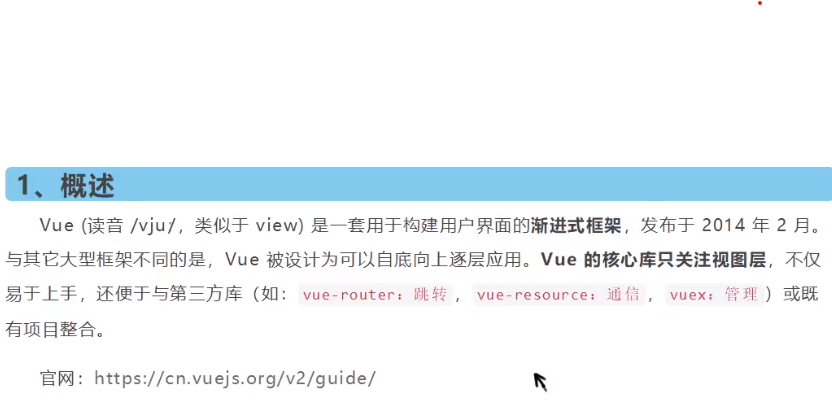 1、概述
Vue (读音 /vju/，类似于 view) 是一套用于构建用户界面的渐进式框架，发布于 2014 年 2 月。
与其它大型框架不同的是，Vue 被设计为可以自底向上逐层应用。Vue 的核心库只关注视图层，不仅
易于上手，还便于与第三方库（如：vue-router：跳转，vue-resource：通信，vuex：管理）或既
有项目整合。
官网：https://cn.vuejs.org/v2/guide/